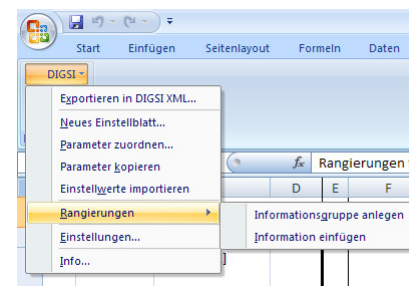 Start Einfügen Seitenlayout Formeln Daten
DIGSI
Exportieren in DIGSI XML...
Neues Einstellblatt...
Parameter zuordnen...
Parameter kopieren
fx Rangierungen
Einstellwerte importieren
D E F
Rangierungen
Informationsgruppe anlegen
Einstellungen...
Information einfügen
Info...
]